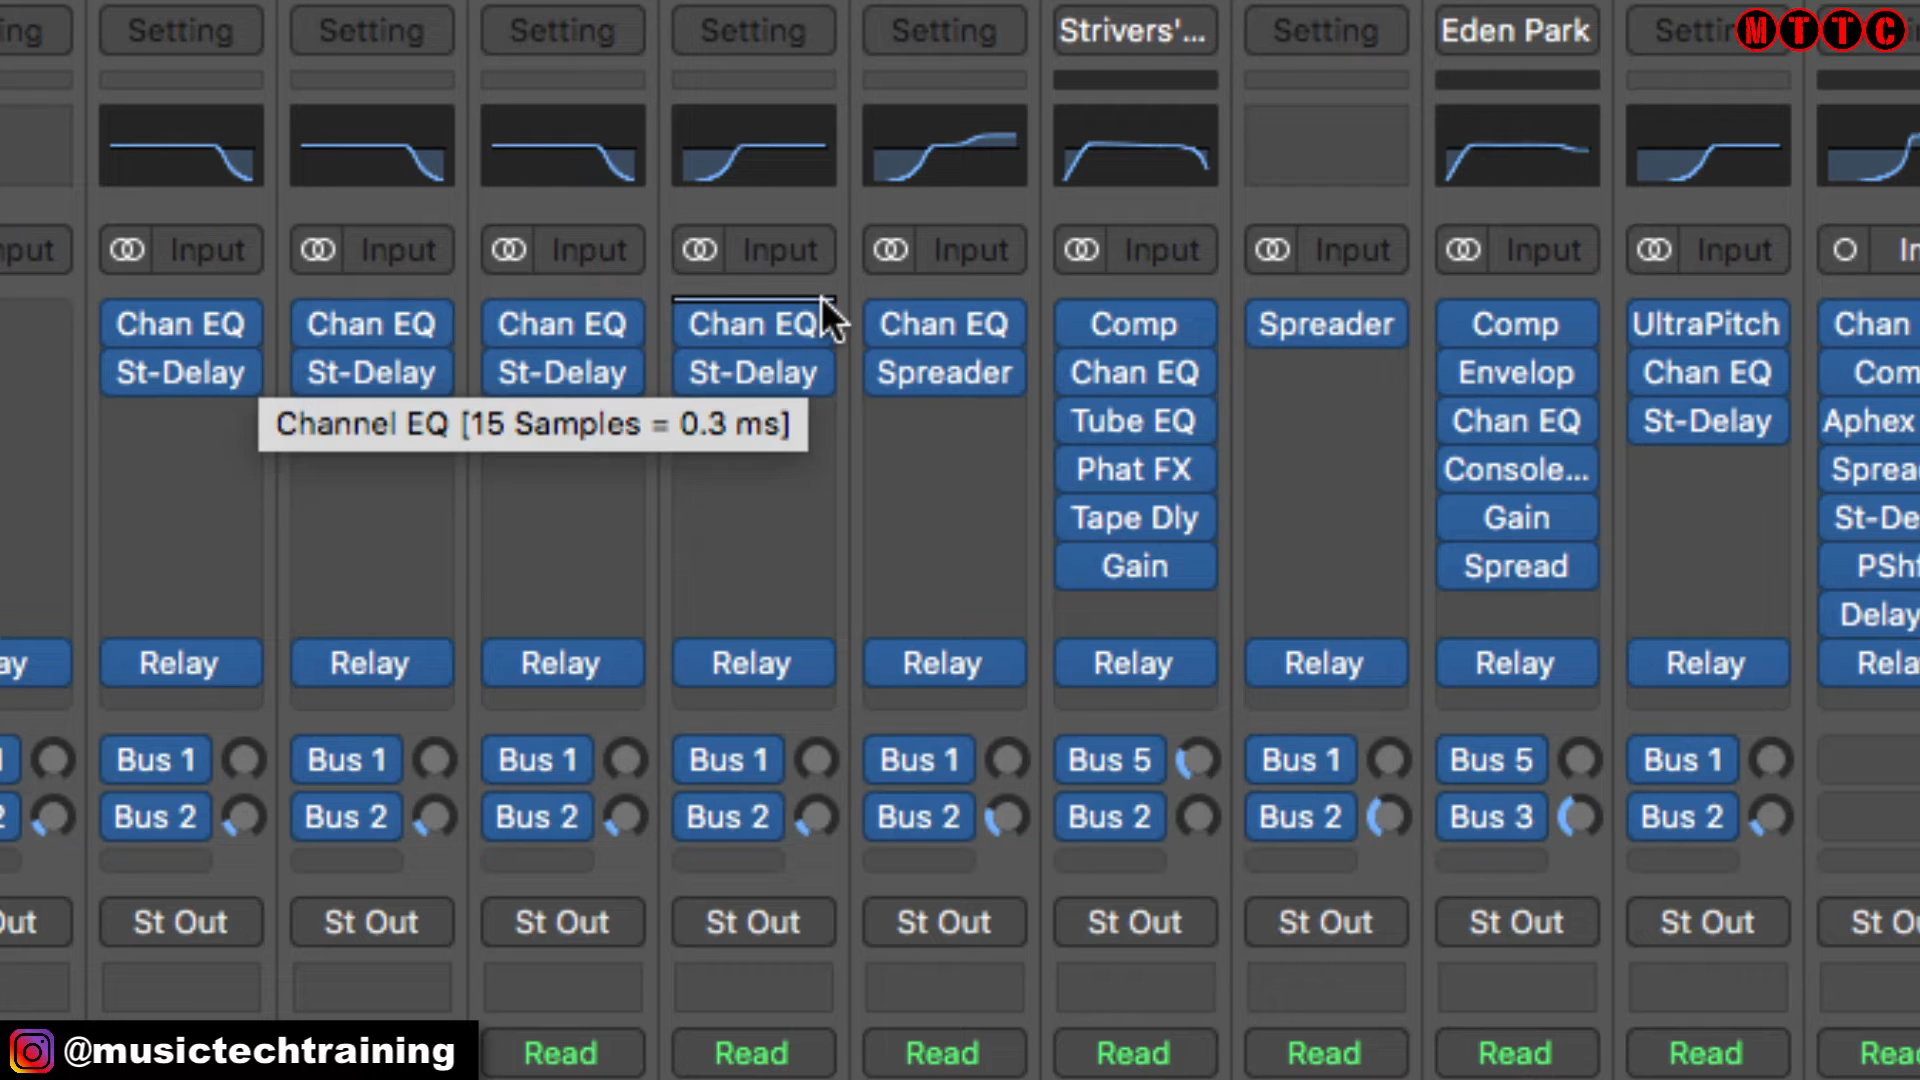 ing Setting Setting Setting Setting Setting Strivers'... Setting Eden Park Settin
MTTC
nput Input Input Input Input Input Input Input Input Input In
Chan EQ Chan EQ Chan EQ Chan EQ Chan EQ Comp Spreader Comp UltraPitch Chan
St-Delay St-Delay St-Delay St-Delay Spreader Chan EQ Envelop Chan EQ Com
Channel EQ [15 Samples = 0.3 ms] Tube EQ Chan EQ St-Delay Aphex
Phat FX Console... Sprea
Tape Dly Gain St-De
Gain Spread PShf
Delay
ay Relay Relay Relay Relay Relay Relay Relay Relay Relay Rela
1 Bus 1 Bus 1 Bus 1 Bus 1 Bus 1 Bus 5 Bus 1 Bus 5 Bus 1
2 Bus 2 Bus 2 Bus 2 Bus 2 Bus 2 Bus 2 Bus 2 Bus 3 Bus 2
Out St Out St Out St Out St Out St Out St Out St Out St Out St Out St O
@musictechtraining Read Read Read Read Read Read Read Read